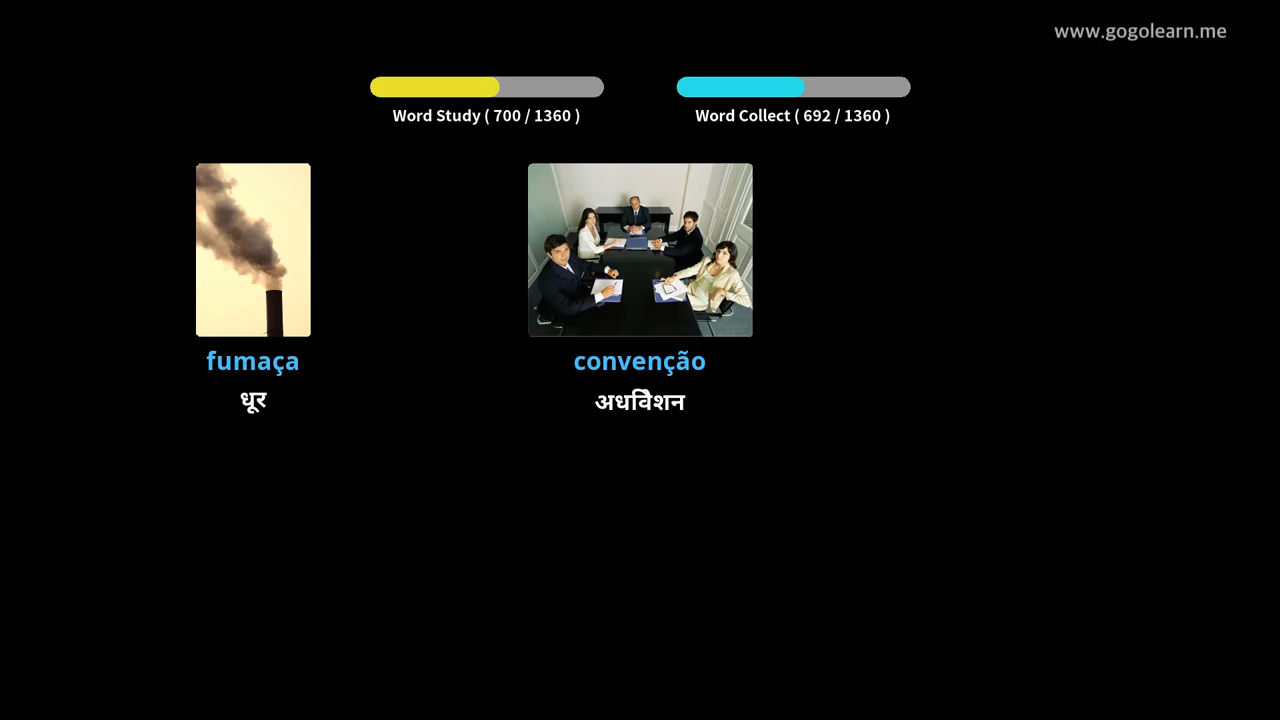 www.gogolearn.me
Word Study ( 700 / 1360 )
Word Collect ( 692 / 1360 )
fumaça
convenção
धूर
अधविेशन